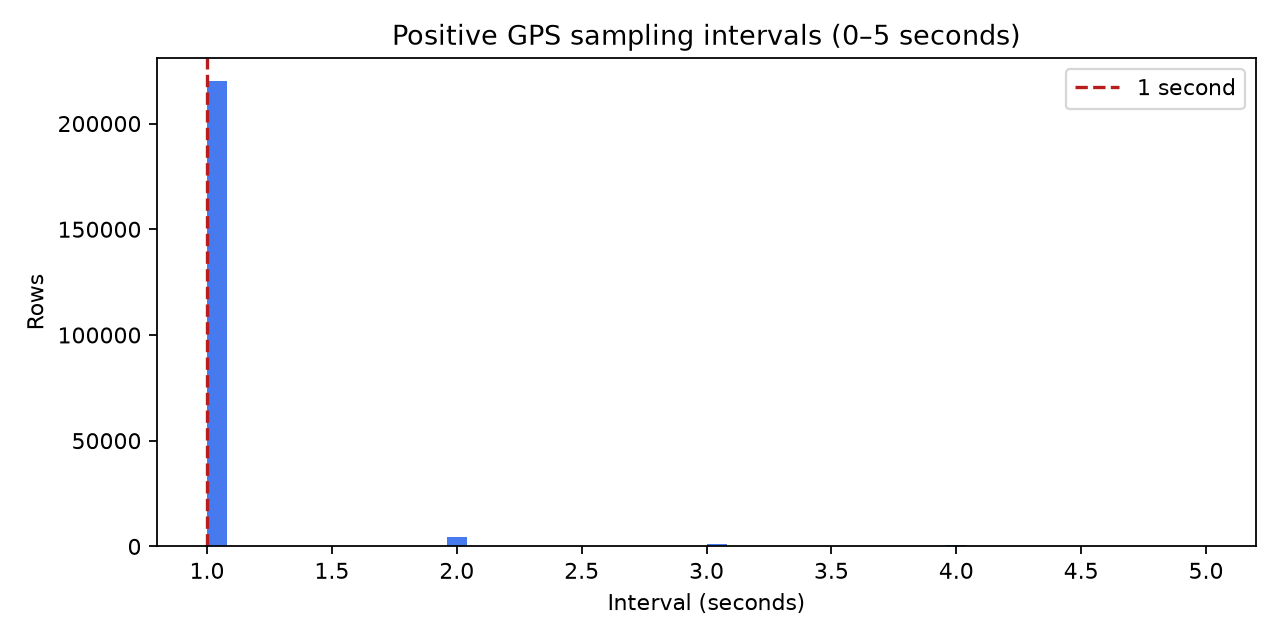 Positive GPS sampling intervals (0–5 seconds)
1 second
200000
150000
100000
50000
0
Rows
1.0 1.5 2.0 2.5 3.0 3.5 4.0 4.5 5.0
Interval (seconds)